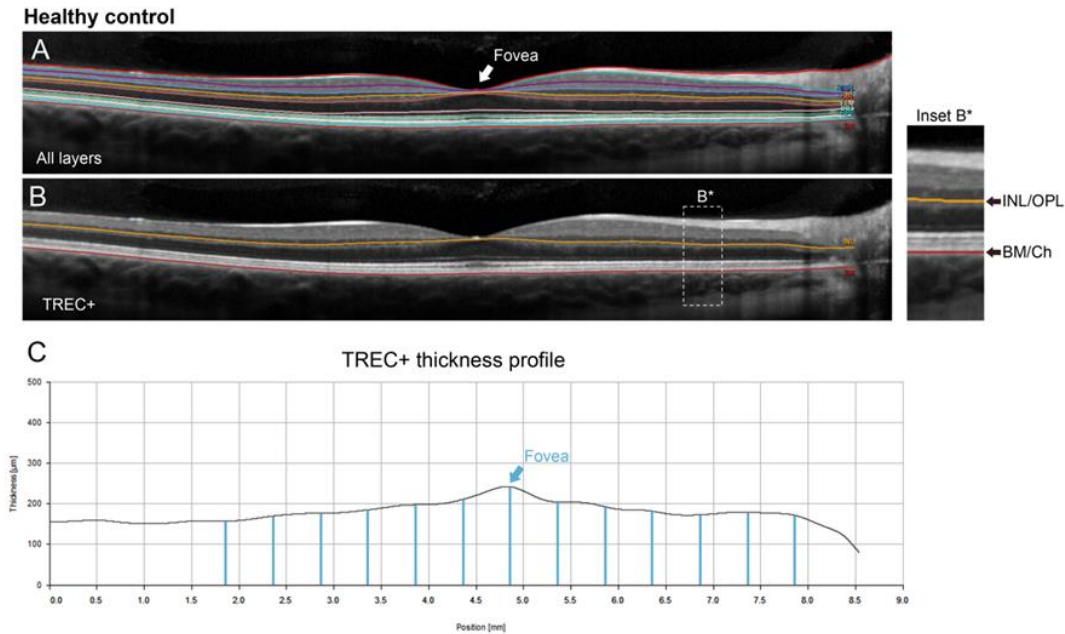 Healthy control
A
Fovea
All layers
B
B*
TREC+
Inset B*
INL/OPL
BM/Ch
C
TREC+ thickness profile
500
400
300
200
100
0
Thickness [µm]
Fovea
0.0 0.5 1.0 1.5 2.0 2.5 3.0 3.5 4.0 4.5 5.0 5.5 6.0 6.5 7.0 7.5 8.0 8.5 9.0
Position [mm]